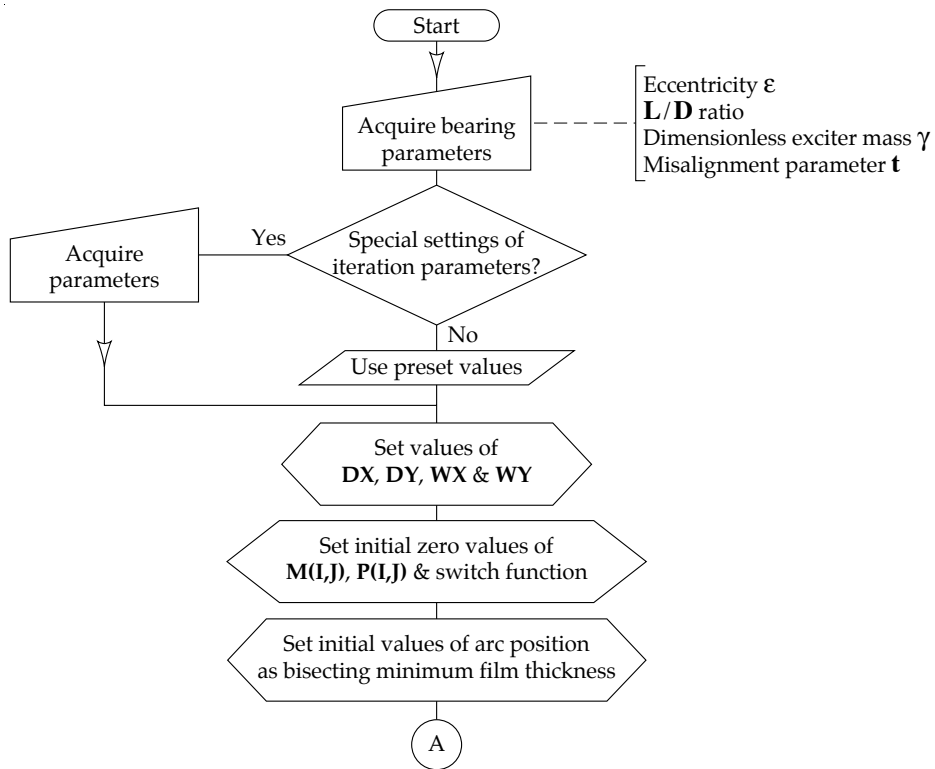 Start
Acquire bearing
parameters
Eccentricity ε
L/D ratio
Dimensionless exciter mass γ
Misalignment parameter t
Special settings of
iteration parameters?
Yes
Acquire
parameters
No
Use preset values
Set values of
DX, DY, WX & WY
Set initial zero values of
M(I,J), P(I,J) & switch function
Set initial values of arc position
as bisecting minimum film thickness
A